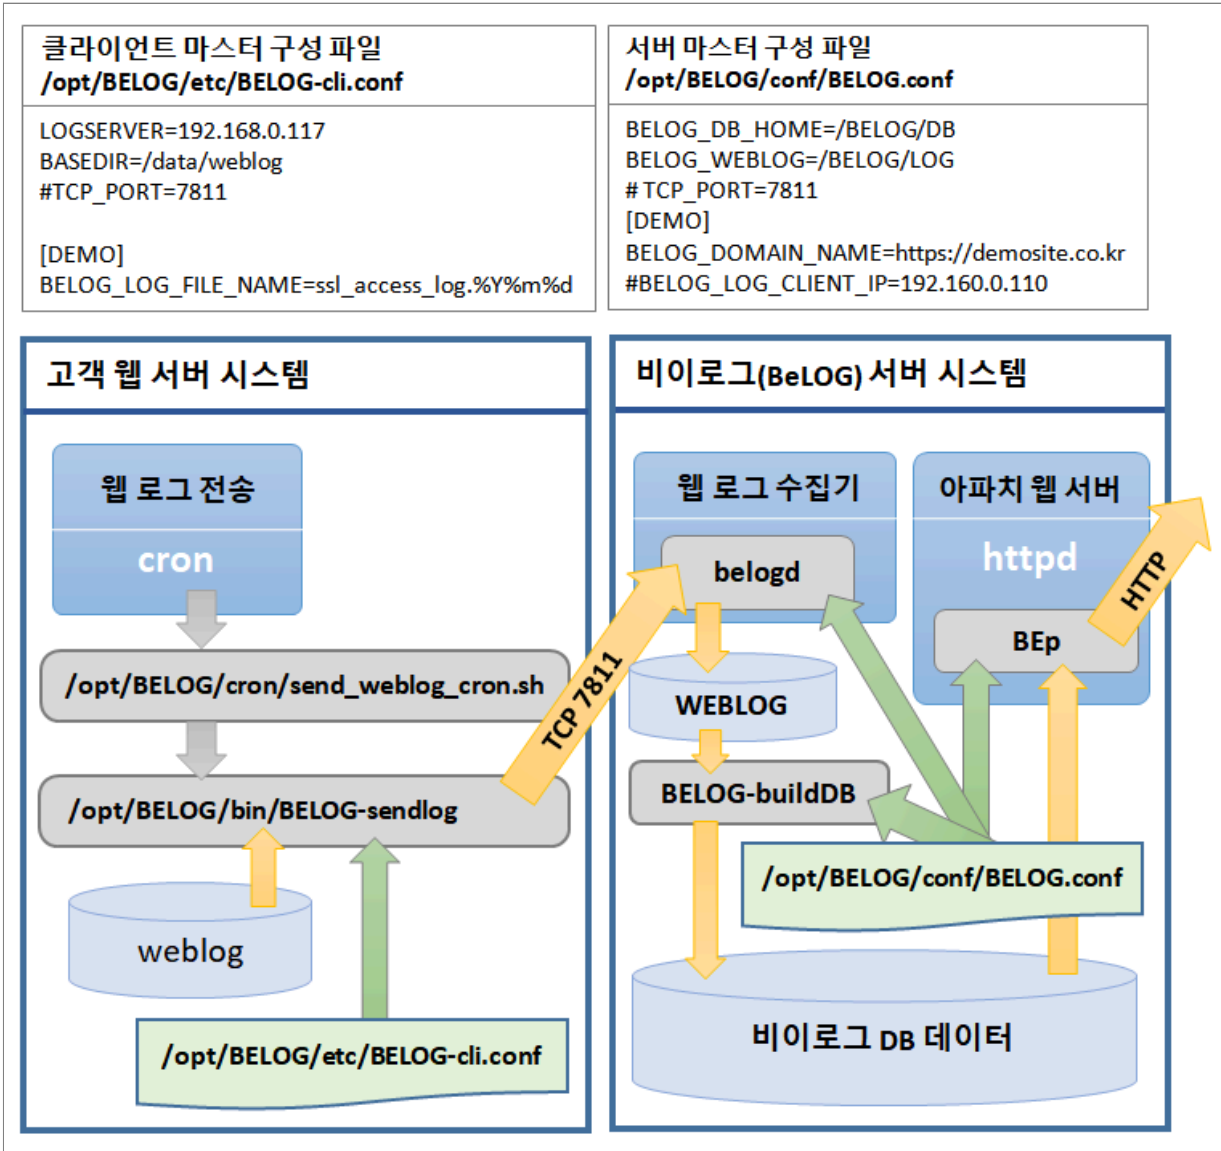 클라이언트 마스터 구성 파일
/opt/BELOG/etc/BELOG-cli.conf
LOGSERVER=192.168.0.117
BASEDIR=/data/weblog
#TCP_PORT=7811
[DEMO]
BELOG_LOG_FILE_NAME=ssl_access_log.%Y%m%d
서버 마스터 구성 파일
/opt/BELOG/conf/BELOG.conf
BELOG_DB_HOME=/BELOG/DB
BELOG_WEBLOG=/BELOG/LOG
# TCP_PORT=7811
[DEMO]
BELOG_DOMAIN_NAME=https://demosite.co.kr
#BELOG_LOG_CLIENT_IP=192.160.0.110
고객 웹 서버 시스템
웹 로그 전송
cron
/opt/BELOG/cron/send_weblog_cron.sh
/opt/BELOG/bin/BELOG-sendlog
weblog
/opt/BELOG/etc/BELOG-cli.conf
TCP 7811
비이로그(BeLOG) 서버 시스템
웹 로그 수집기
belogd
WEBLOG
BELOG-buildDB
아파치 웹 서버
httpd
BEp
HTTP
/opt/BELOG/conf/BELOG.conf
비이로그 DB 데이터